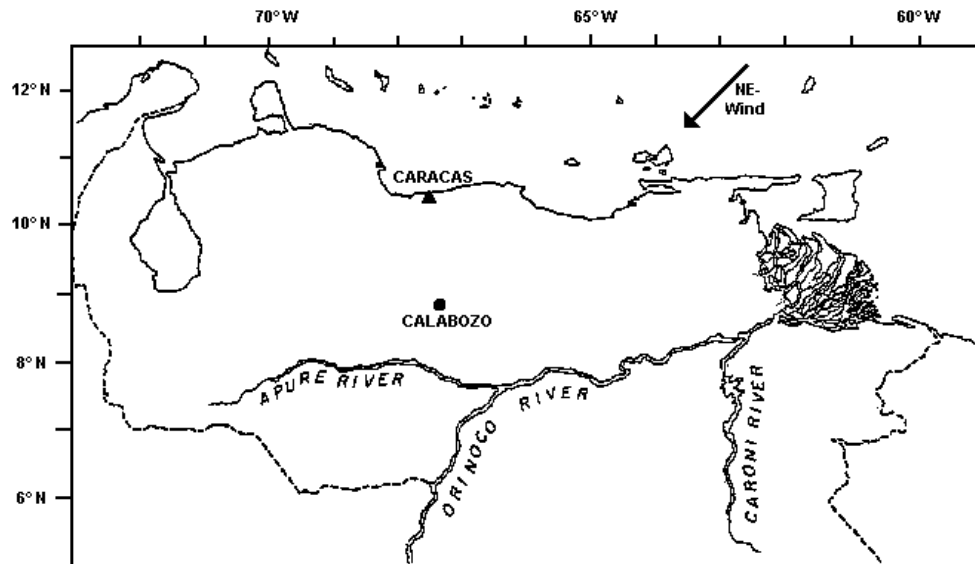 70°W 65°W 60°W
12°N
NE-
Wind
CARACAS
10°N
CALABOZO
8°N
APURE RIVER
ORINOCO RIVER
CARONI RIVER
6°N